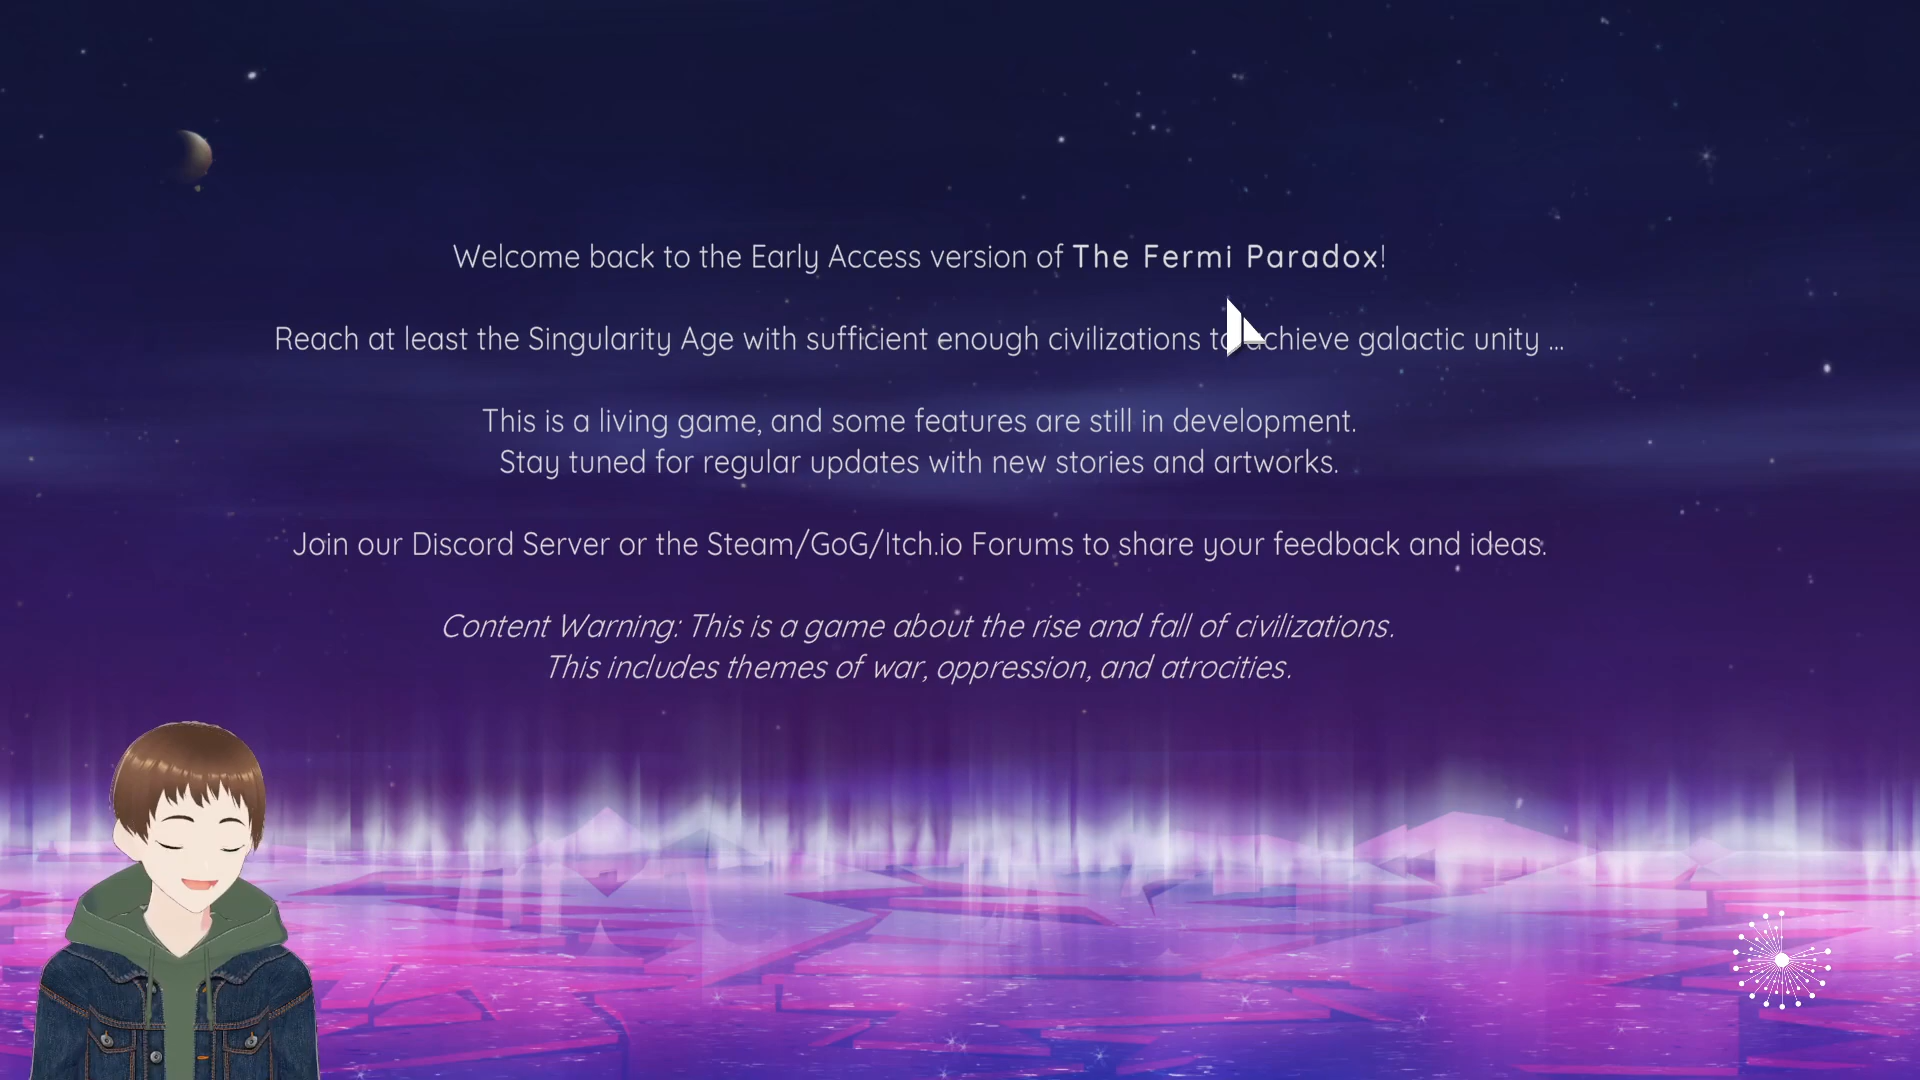 Welcome back to the Early Access version of The Fermi Paradox!
Reach at least the Singularity Age with sufficient enough civilizations to achieve galactic unity ...
This is a living game, and some features are still in development.
Stay tuned for regular updates with new stories and artworks.
Join our Discord Server or the Steam/GoG/Itch.io Forums to share your feedback and ideas.
Content Warning: This is a game about the rise and fall of civilizations.
This includes themes of war, oppression, and atrocities.